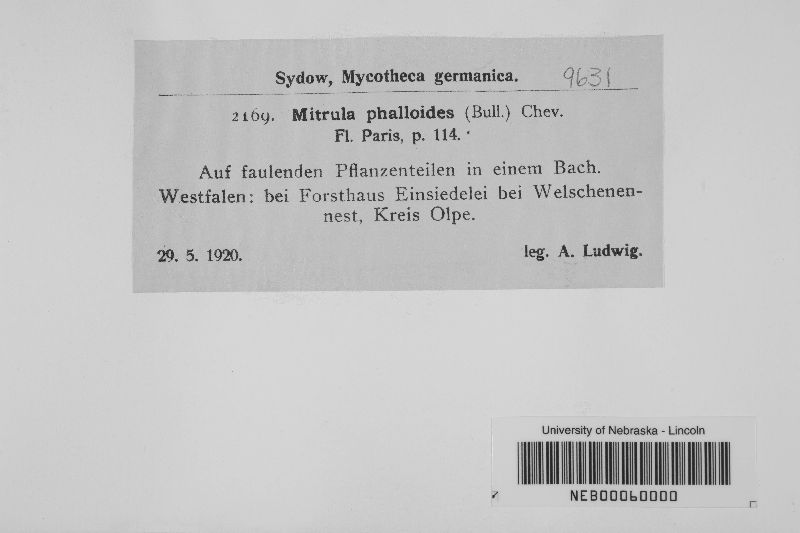 Sydow, Mycotheca germanica. 9631
2169. Mitrula phalloides (Bull.) Chev.
Fl. Paris, p. 114.
Auf faulenden Pflanzenteilen in einem Bach.
Westfalen: bei Forsthaus Einsiedelei bei Welschenen-
nest, Kreis Olpe.
29. 5. 1920. leg. A. Ludwig.
University of Nebraska - Lincoln
NEB00060000